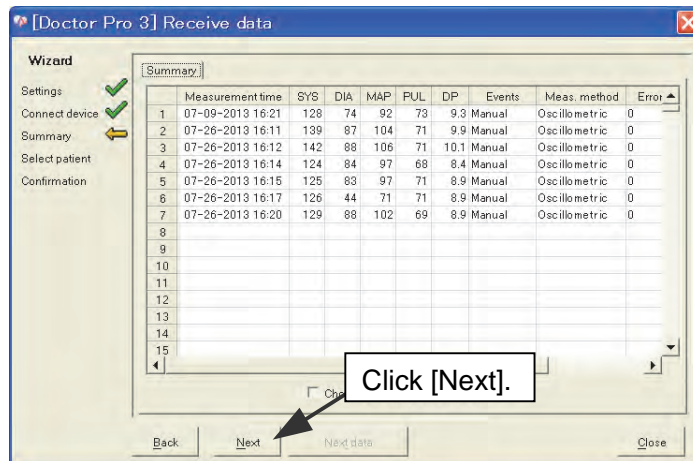 [Doctor Pro 3] Receive data
Wizard
Settings
Connect device
Summary
Select patient
Confirmation
Summary
Measurement time SYS DIA MAP PUL DP Events Meas. method Error
1 07-09-2013 16:21 128 74 92 73 9.3 Manual Oscillometric 0
2 07-26-2013 16:11 139 87 104 71 9.9 Manual Oscillometric 0
3 07-26-2013 16:12 142 88 106 71 10.1 Manual Oscillometric 0
4 07-26-2013 16:14 124 84 97 68 8.4 Manual Oscillometric 0
5 07-26-2013 16:15 125 83 97 71 8.9 Manual Oscillometric 0
6 07-26-2013 16:17 126 44 71 71 8.9 Manual Oscillometric 0
7 07-26-2013 16:20 129 88 102 69 8.9 Manual Oscillometric 0
8
9
10
11
12
13
14
15
Click [Next].
Back Next Next data Close